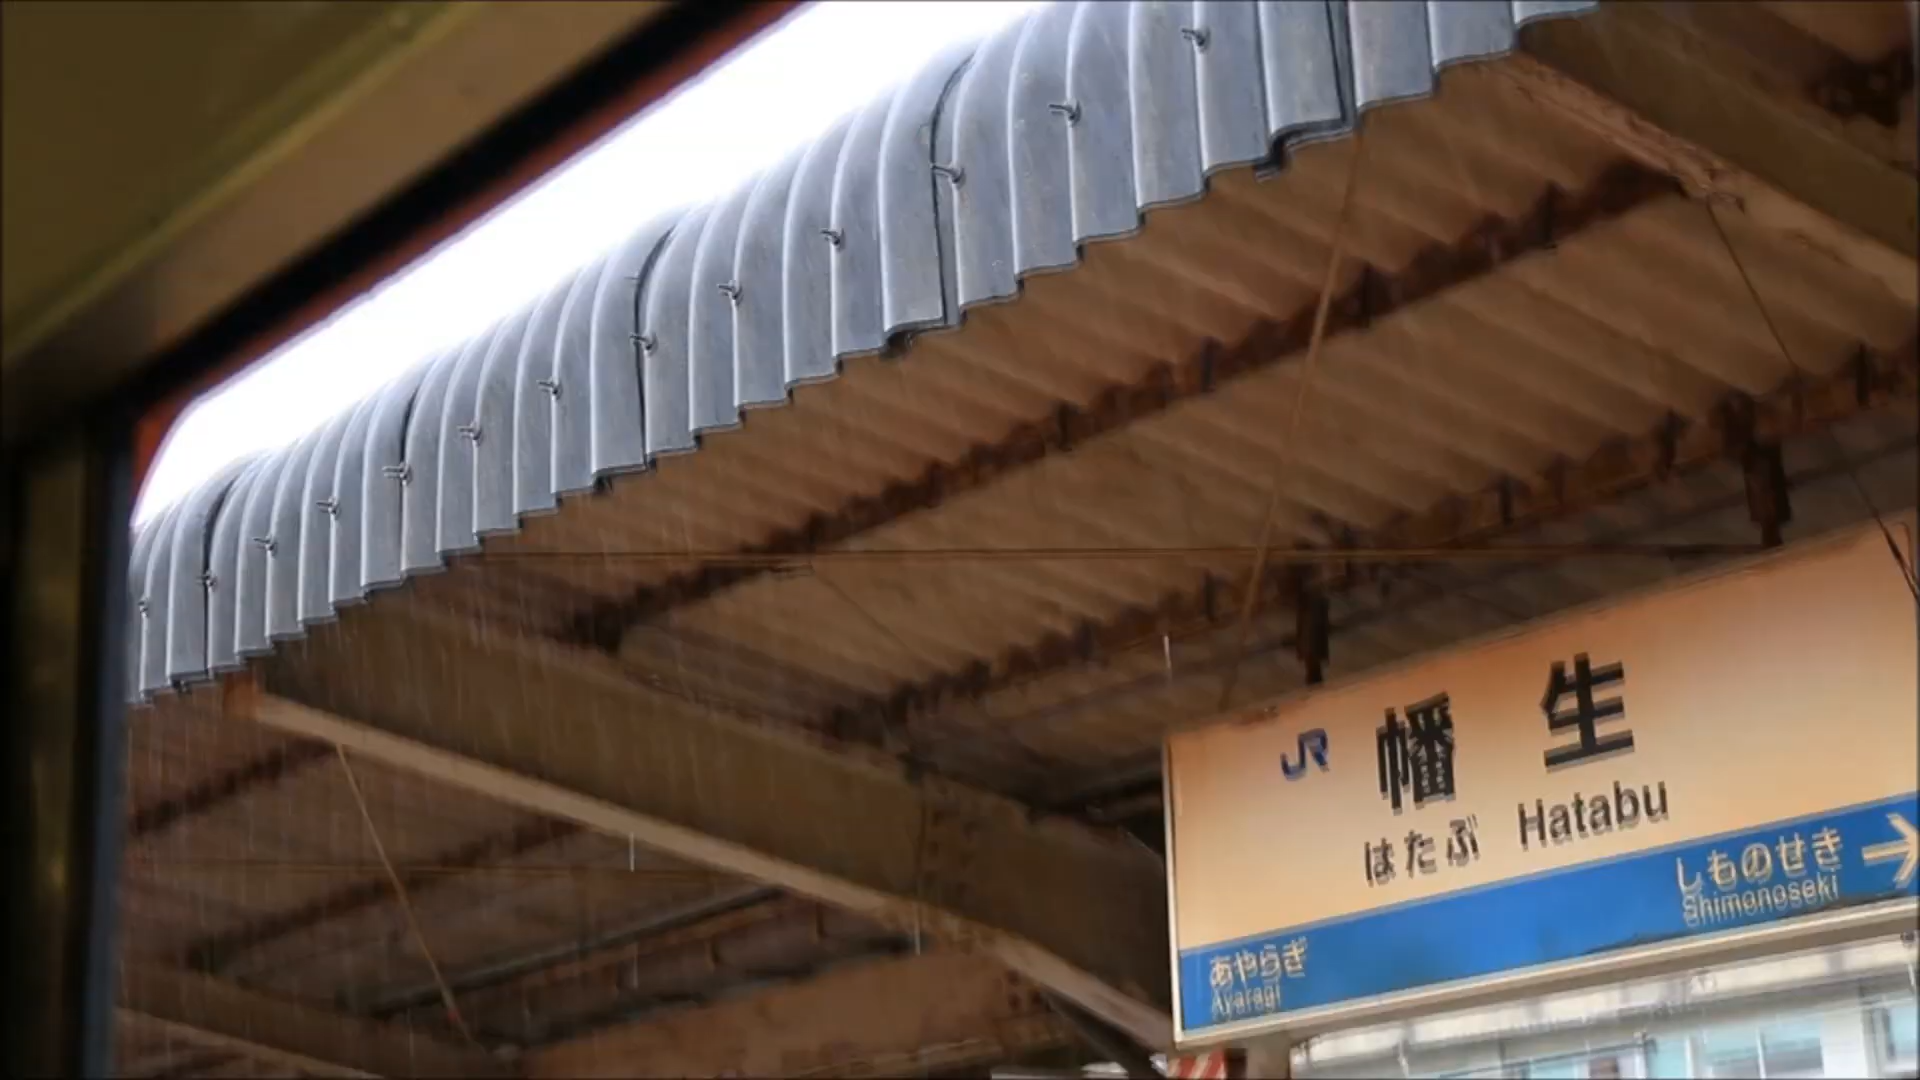 JR 幡生
はたぶ Hatabu
しものせき
Shimonoseki
あやらぎ
Ayaragi